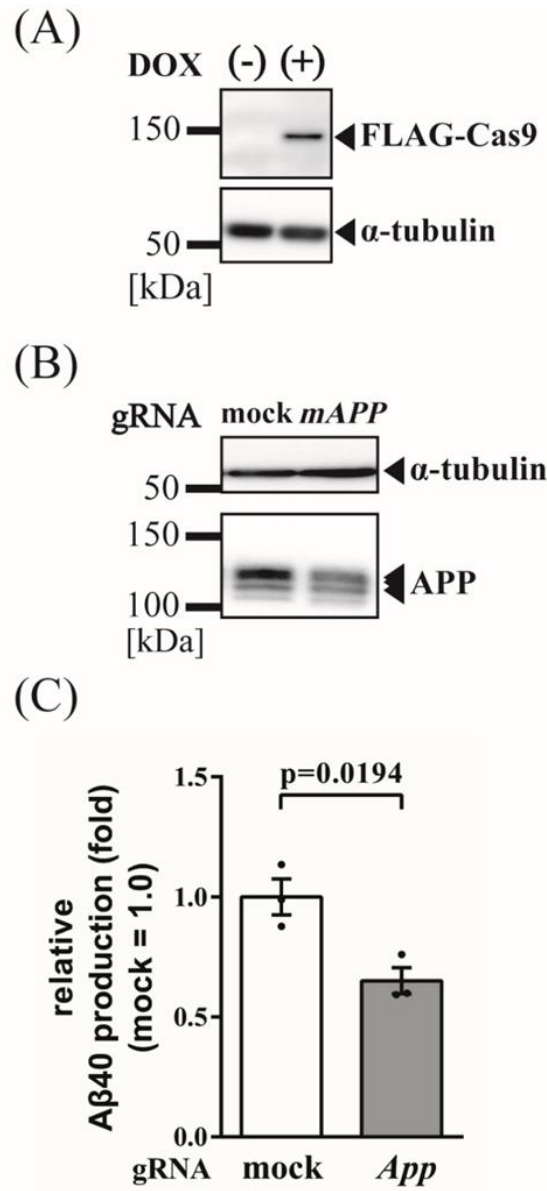 (A)
DOX (-) (+)
150
FLAG-Cas9
50
α-tubulin
[kDa]
(B)
gRNA mock mAPP
50
α-tubulin
150
APP
100
[kDa]
(C)
relative
Aβ40 production (fold)
(mock = 1.0)
p=0.0194
1.5
1.0
0.5
0.0
gRNA mock App